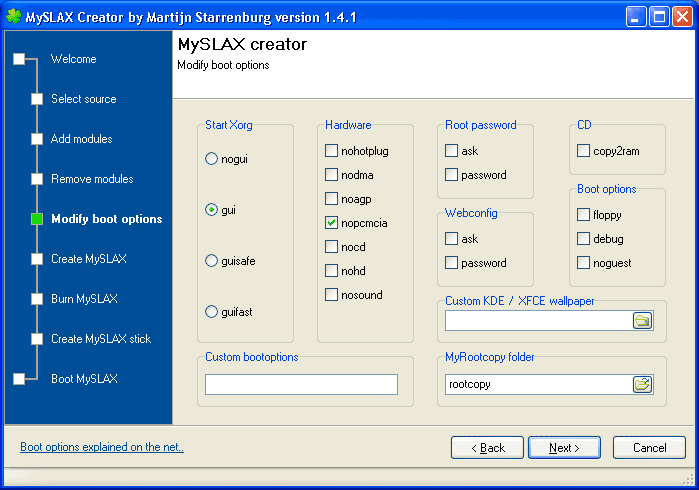 MySLAX Creator by Martijn Starrenburg version 1.4.1
MySLAX creator
Modify boot options
Welcome
Select source
Add modules
Remove modules
Modify boot options
Create MySLAX
Burn MySLAX
Create MySLAX stick
Boot MySLAX
Start Xorg
nogui
gui
guisafe
guifast
Hardware
nohotplug
nodma
noagp
nopcmcia
nocd
nohd
nosound
Root password
ask
password
Webconfig
ask
password
CD
copy2ram
Boot options
floppy
debug
noguest
Custom KDE / XFCE wallpaper
Custom bootoptions
MyRootcopy folder
rootcopy
Boot options explained on the net..
< Back
Next >
Cancel